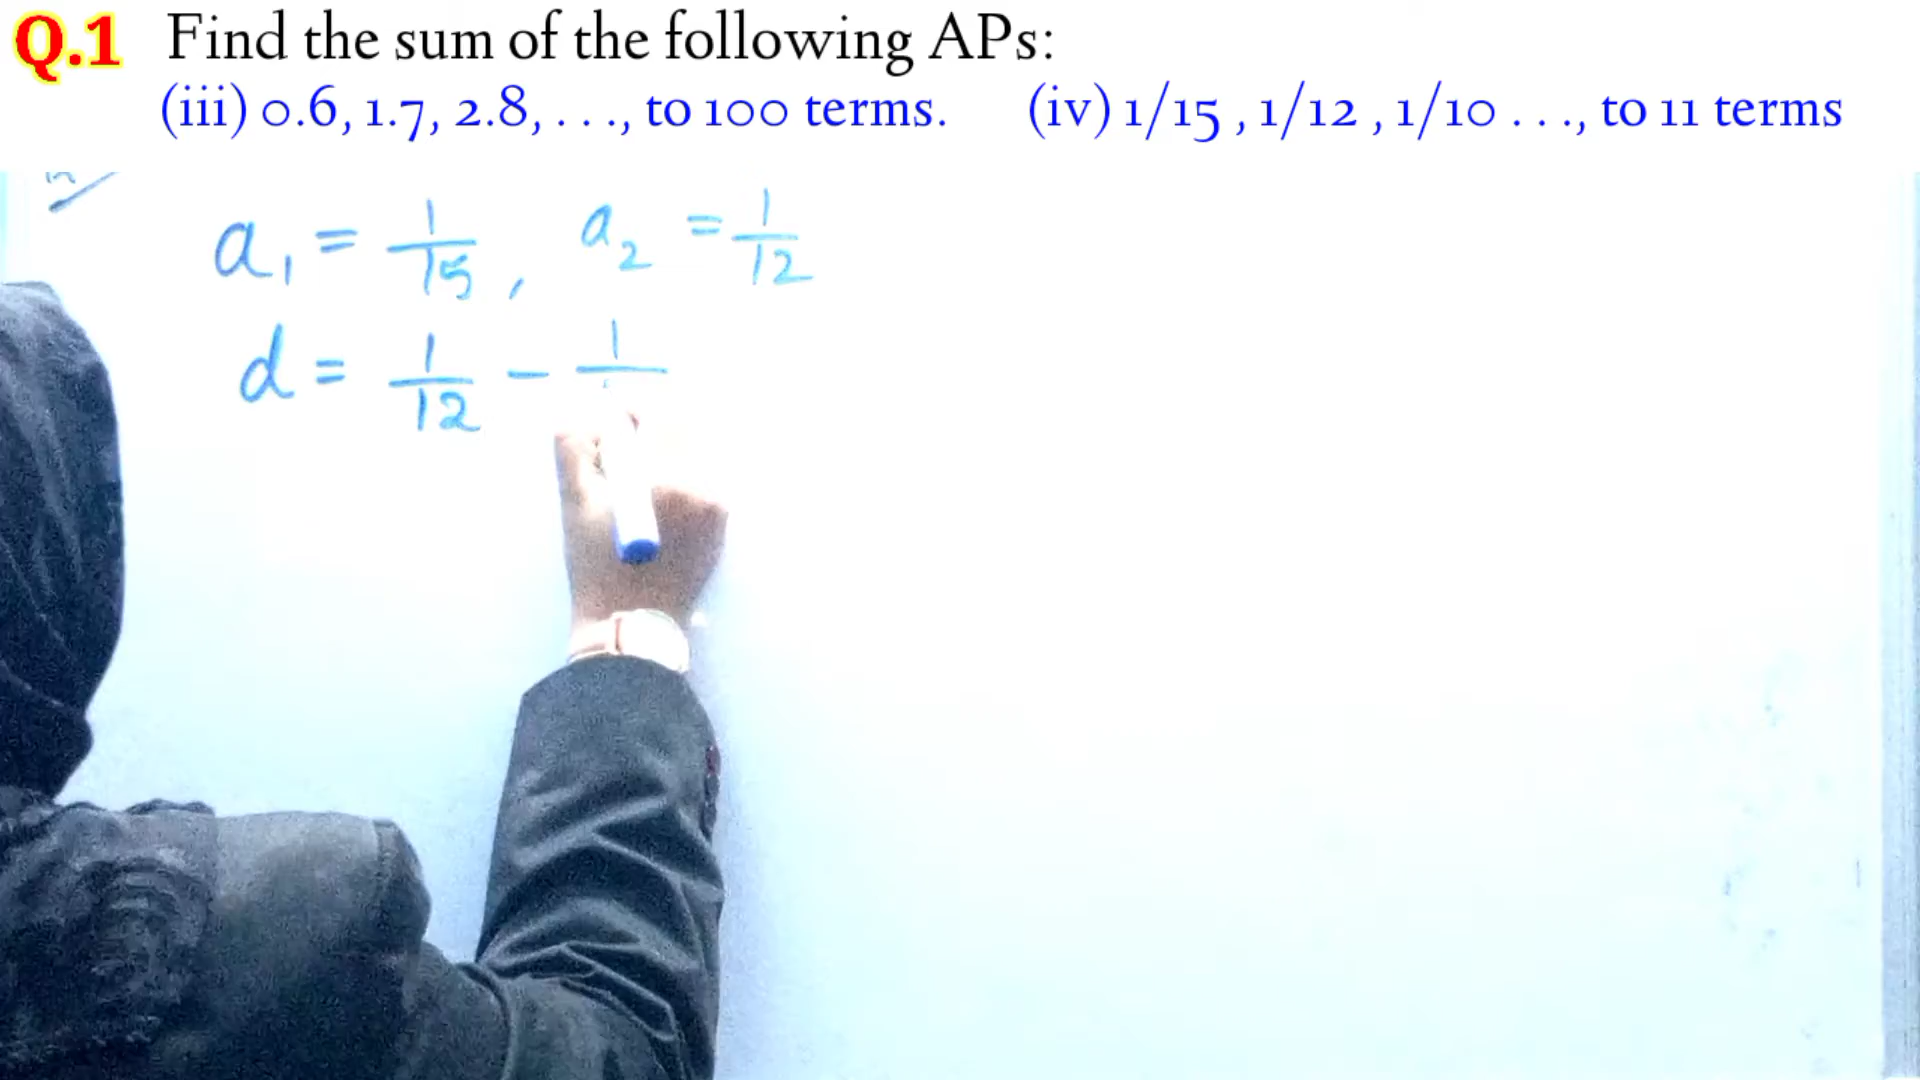 Q.1 Find the sum of the following APs:
(iii) 0.6, 1.7, 2.8, . . ., to 100 terms. (iv) 1/15 , 1/12 , 1/10 . . ., to 11 terms
a₁ = 1/15, a₂ = 1/12
d = 1/12 - 1/